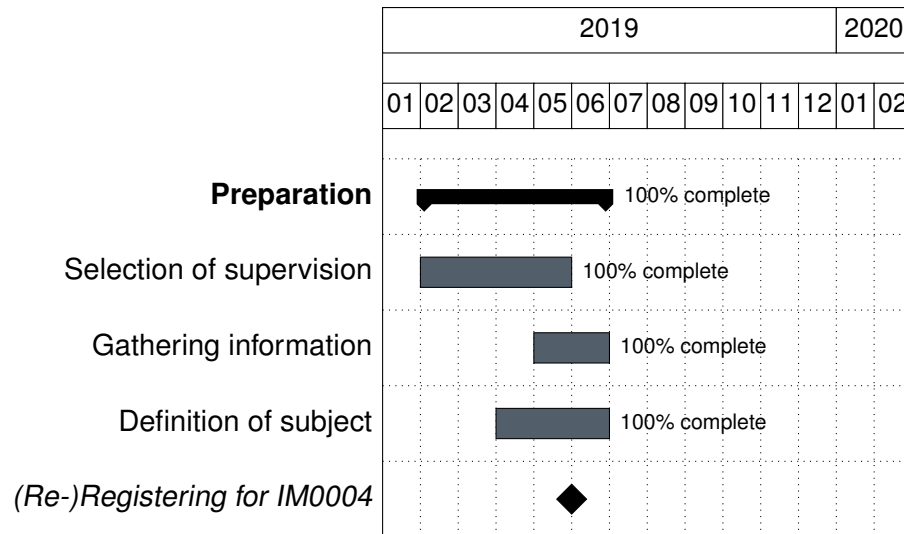 2019 2020
01 02 03 04 05 06 07 08 09 10 11 12 01 02
Preparation 100% complete
Selection of supervision 100% complete
Gathering information 100% complete
Definition of subject 100% complete
(Re-)Registering for IM0004